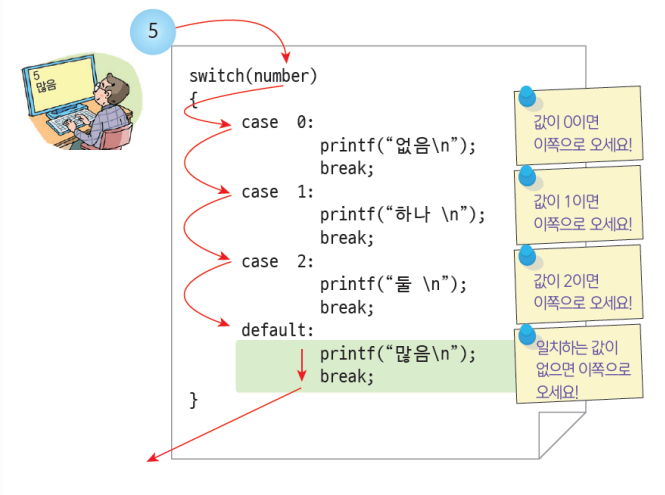 5
5
많음
switch(number)
{
case 0:
printf(“없음\n”);
break;
case 1:
printf(“하나 \n”);
break;
case 2:
printf(“둘 \n”);
break;
default:
printf(“많음\n”);
break;
}
값이 0이면
이쪽으로 오세요!
값이 1이면
이쪽으로 오세요!
값이 2이면
이쪽으로 오세요!
일치하는 값이
없으면 이쪽으로
오세요!